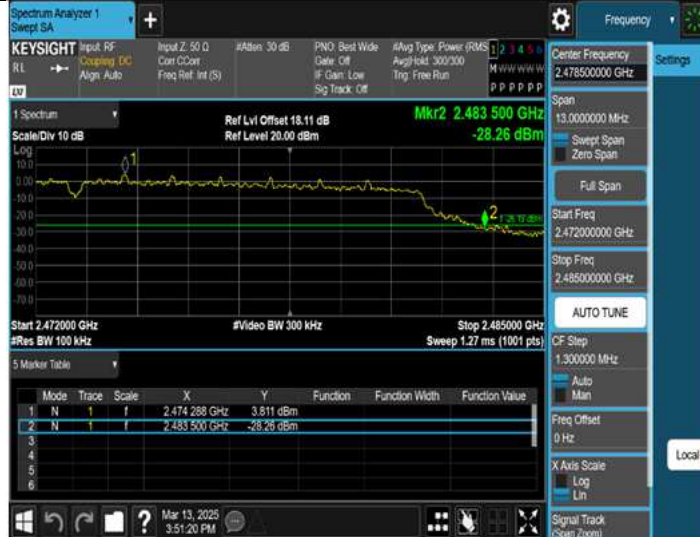 Spectrum Analyzer 1
Swept SA
+
Frequency
KEYSIGHT
RL
Input: RF
Coupling: DC
Align: Auto
Input Z: 50 Ω
Corr CCorr
Freq Ref: Int (S)
#Atten: 30 dB
PNO: Best Wide
Gate: Off
IF Gain: Low
Sig Track: Off
#Avg Type: Power (RMS
Avg|Hold: 300/300
Trig: Free Run
1 2 3 4 5 6
M W W W W W
P P P P P P
LXI
1 Spectrum
Scale/Div 10 dB
Ref Lvl Offset 18.11 dB
Ref Level 20.00 dBm
Mkr2 2.483 500 GHz
-28.26 dBm
Log
10.0
0.00
-10.0
-20.0
-30.0
-40.0
-50.0
-60.0
-70.0
1
2
Start 2.472000 GHz
#Res BW 100 kHz
#Video BW 300 kHz
Stop 2.485000 GHz
Sweep 1.27 ms (1001 pts)
5 Marker Table
Mode Trace Scale X Y Function Function Width Function Value
1 N 1 f 2.474 288 GHz 3.811 dBm
2 N 1 f 2.483 500 GHz -28.26 dBm
3
4
5
6
Mar 13, 2025
3:51:20 PM
Center Frequency
2.478500000 GHz
Span
13.0000000 MHz
Swept Span
Zero Span
Full Span
Start Freq
2.472000000 GHz
Stop Freq
2.485000000 GHz
AUTO TUNE
CF Step
1.300000 MHz
Auto
Man
Freq Offset
0 Hz
X Axis Scale
Log
Lin
Signal Track
(Span Zoom)
Settings
Local